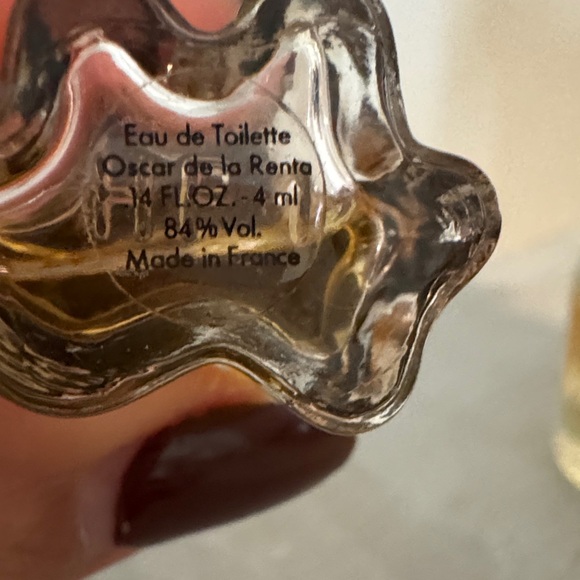 Eau de Toilette
Oscar de la Renta
.14 FL.OZ. - 4 ml
84% Vol.
Made in France